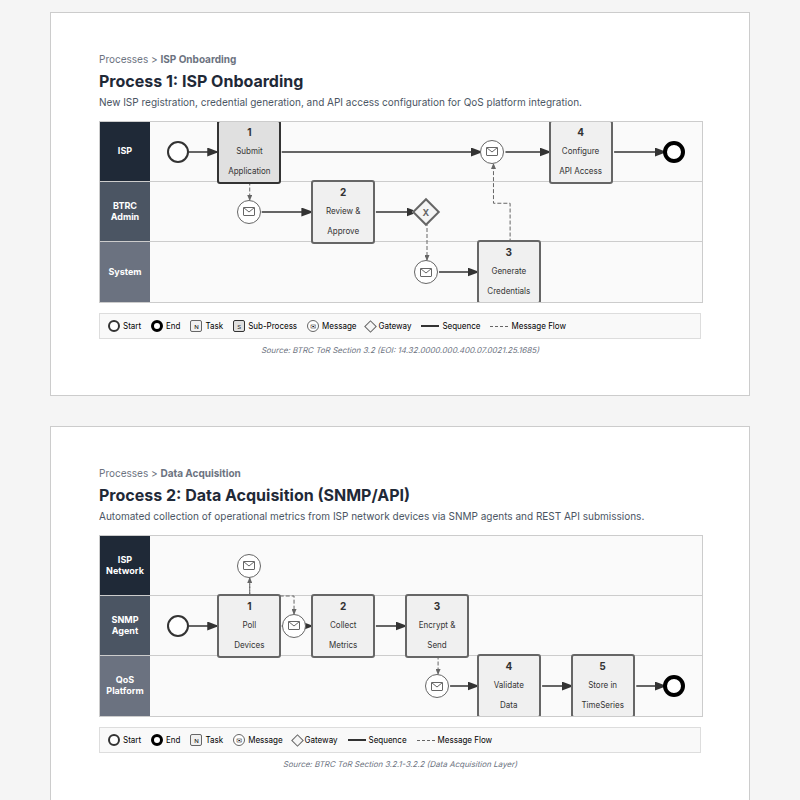 Processes > ISP Onboarding
Process 1: ISP Onboarding
New ISP registration, credential generation, and API access configuration for QoS platform integration.
ISP
1
Submit
Application
4
Configure
API Access
BTRC
Admin
2
Review &
Approve
X
System
3
Generate
Credentials
Start End N Task S Sub-Process Message Gateway Sequence Message Flow
Source: BTRC ToR Section 3.2 (EOI: 14.32.0000.000.400.07.0021.25.1685)
Processes > Data Acquisition
Process 2: Data Acquisition (SNMP/API)
Automated collection of operational metrics from ISP network devices via SNMP agents and REST API submissions.
ISP
Network
SNMP
Agent
1
Poll
Devices
2
Collect
Metrics
3
Encrypt &
Send
QoS
Platform
4
Validate
Data
5
Store in
TimeSeries
Start End N Task Message Gateway Sequence Message Flow
Source: BTRC ToR Section 3.2.1-3.2.2 (Data Acquisition Layer)